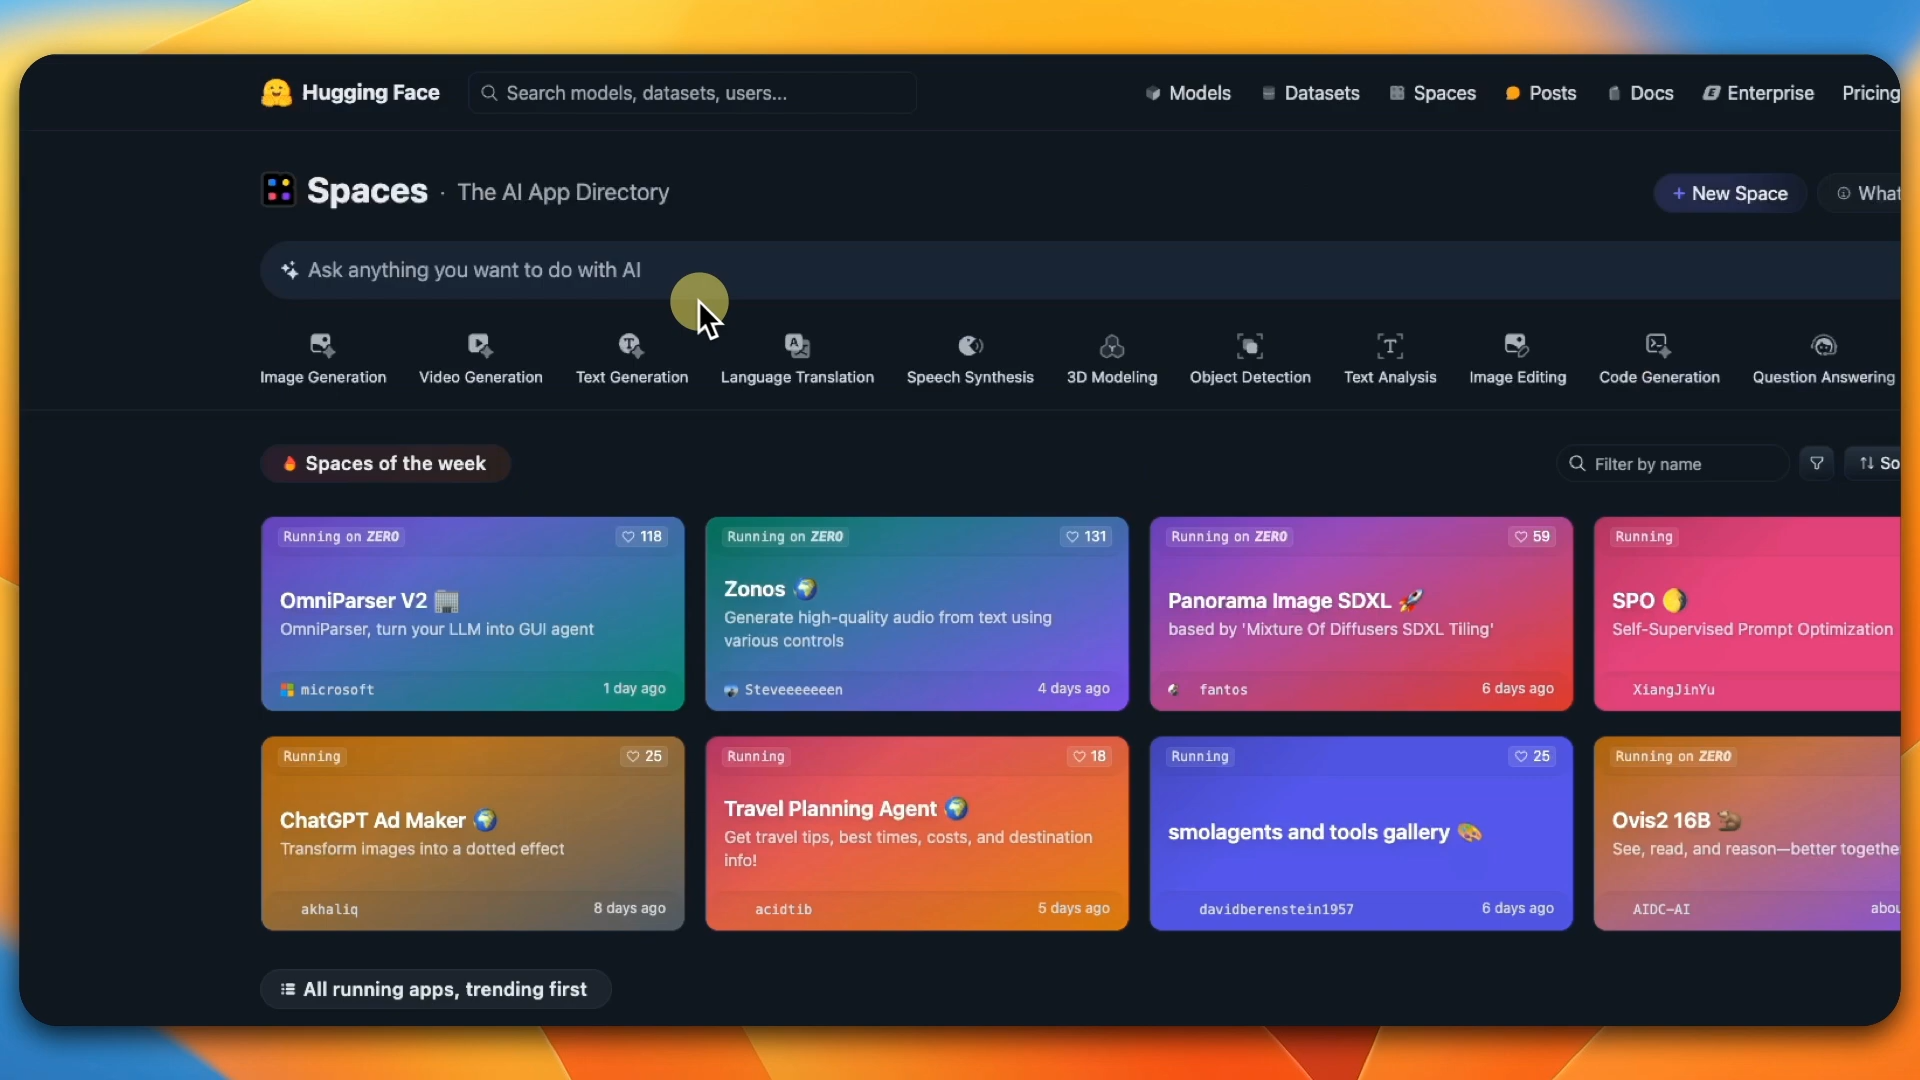 Hugging Face
Search models, datasets, users...
Models
Datasets
Spaces
Posts
Docs
Enterprise
Pricing
Spaces · The AI App Directory
+ New Space
What
Ask anything you want to do with AI
Image Generation
Video Generation
Text Generation
Language Translation
Speech Synthesis
3D Modeling
Object Detection
Text Analysis
Image Editing
Code Generation
Question Answering
🔥 Spaces of the week
Filter by name
So
Running on ZERO
118
OmniParser V2 🏢
OmniParser, turn your LLM into GUI agent
microsoft
1 day ago
Running on ZERO
131
Zonos 🌍
Generate high-quality audio from text using
various controls
Steveeeeeeen
4 days ago
Running on ZERO
59
Panorama Image SDXL 🚀
based by 'Mixture Of Diffusers SDXL Tiling'
fantos
6 days ago
Running
SPO 🌖
Self-Supervised Prompt Optimization
XiangJinYu
Running
25
ChatGPT Ad Maker 🌍
Transform images into a dotted effect
akhaliq
8 days ago
Running
18
Travel Planning Agent 🌍
Get travel tips, best times, costs, and destination
info!
acidtib
5 days ago
Running
25
smolagents and tools gallery 🎨
davidberenstein1957
6 days ago
Running on ZERO
Ovis2 16B 🦫
See, read, and reason—better togethe
AIDC-AI
abou
All running apps, trending first